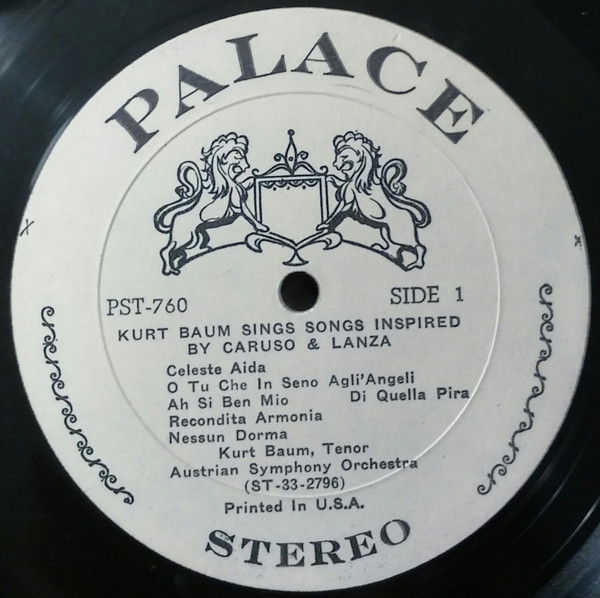 PALACE
PST-760 SIDE 1
KURT BAUM SINGS SONGS INSPIRED
BY CARUSO & LANZA
Celeste Aida
O Tu Che In Seno Agli'Angeli
Ah Si Ben Mio Di Quella Pira
Recondita Armonia
Nessun Dorma
Kurt Baum, Tenor
Austrian Symphony Orchestra
(ST-33-2796)
Printed In U.S.A.
STEREO